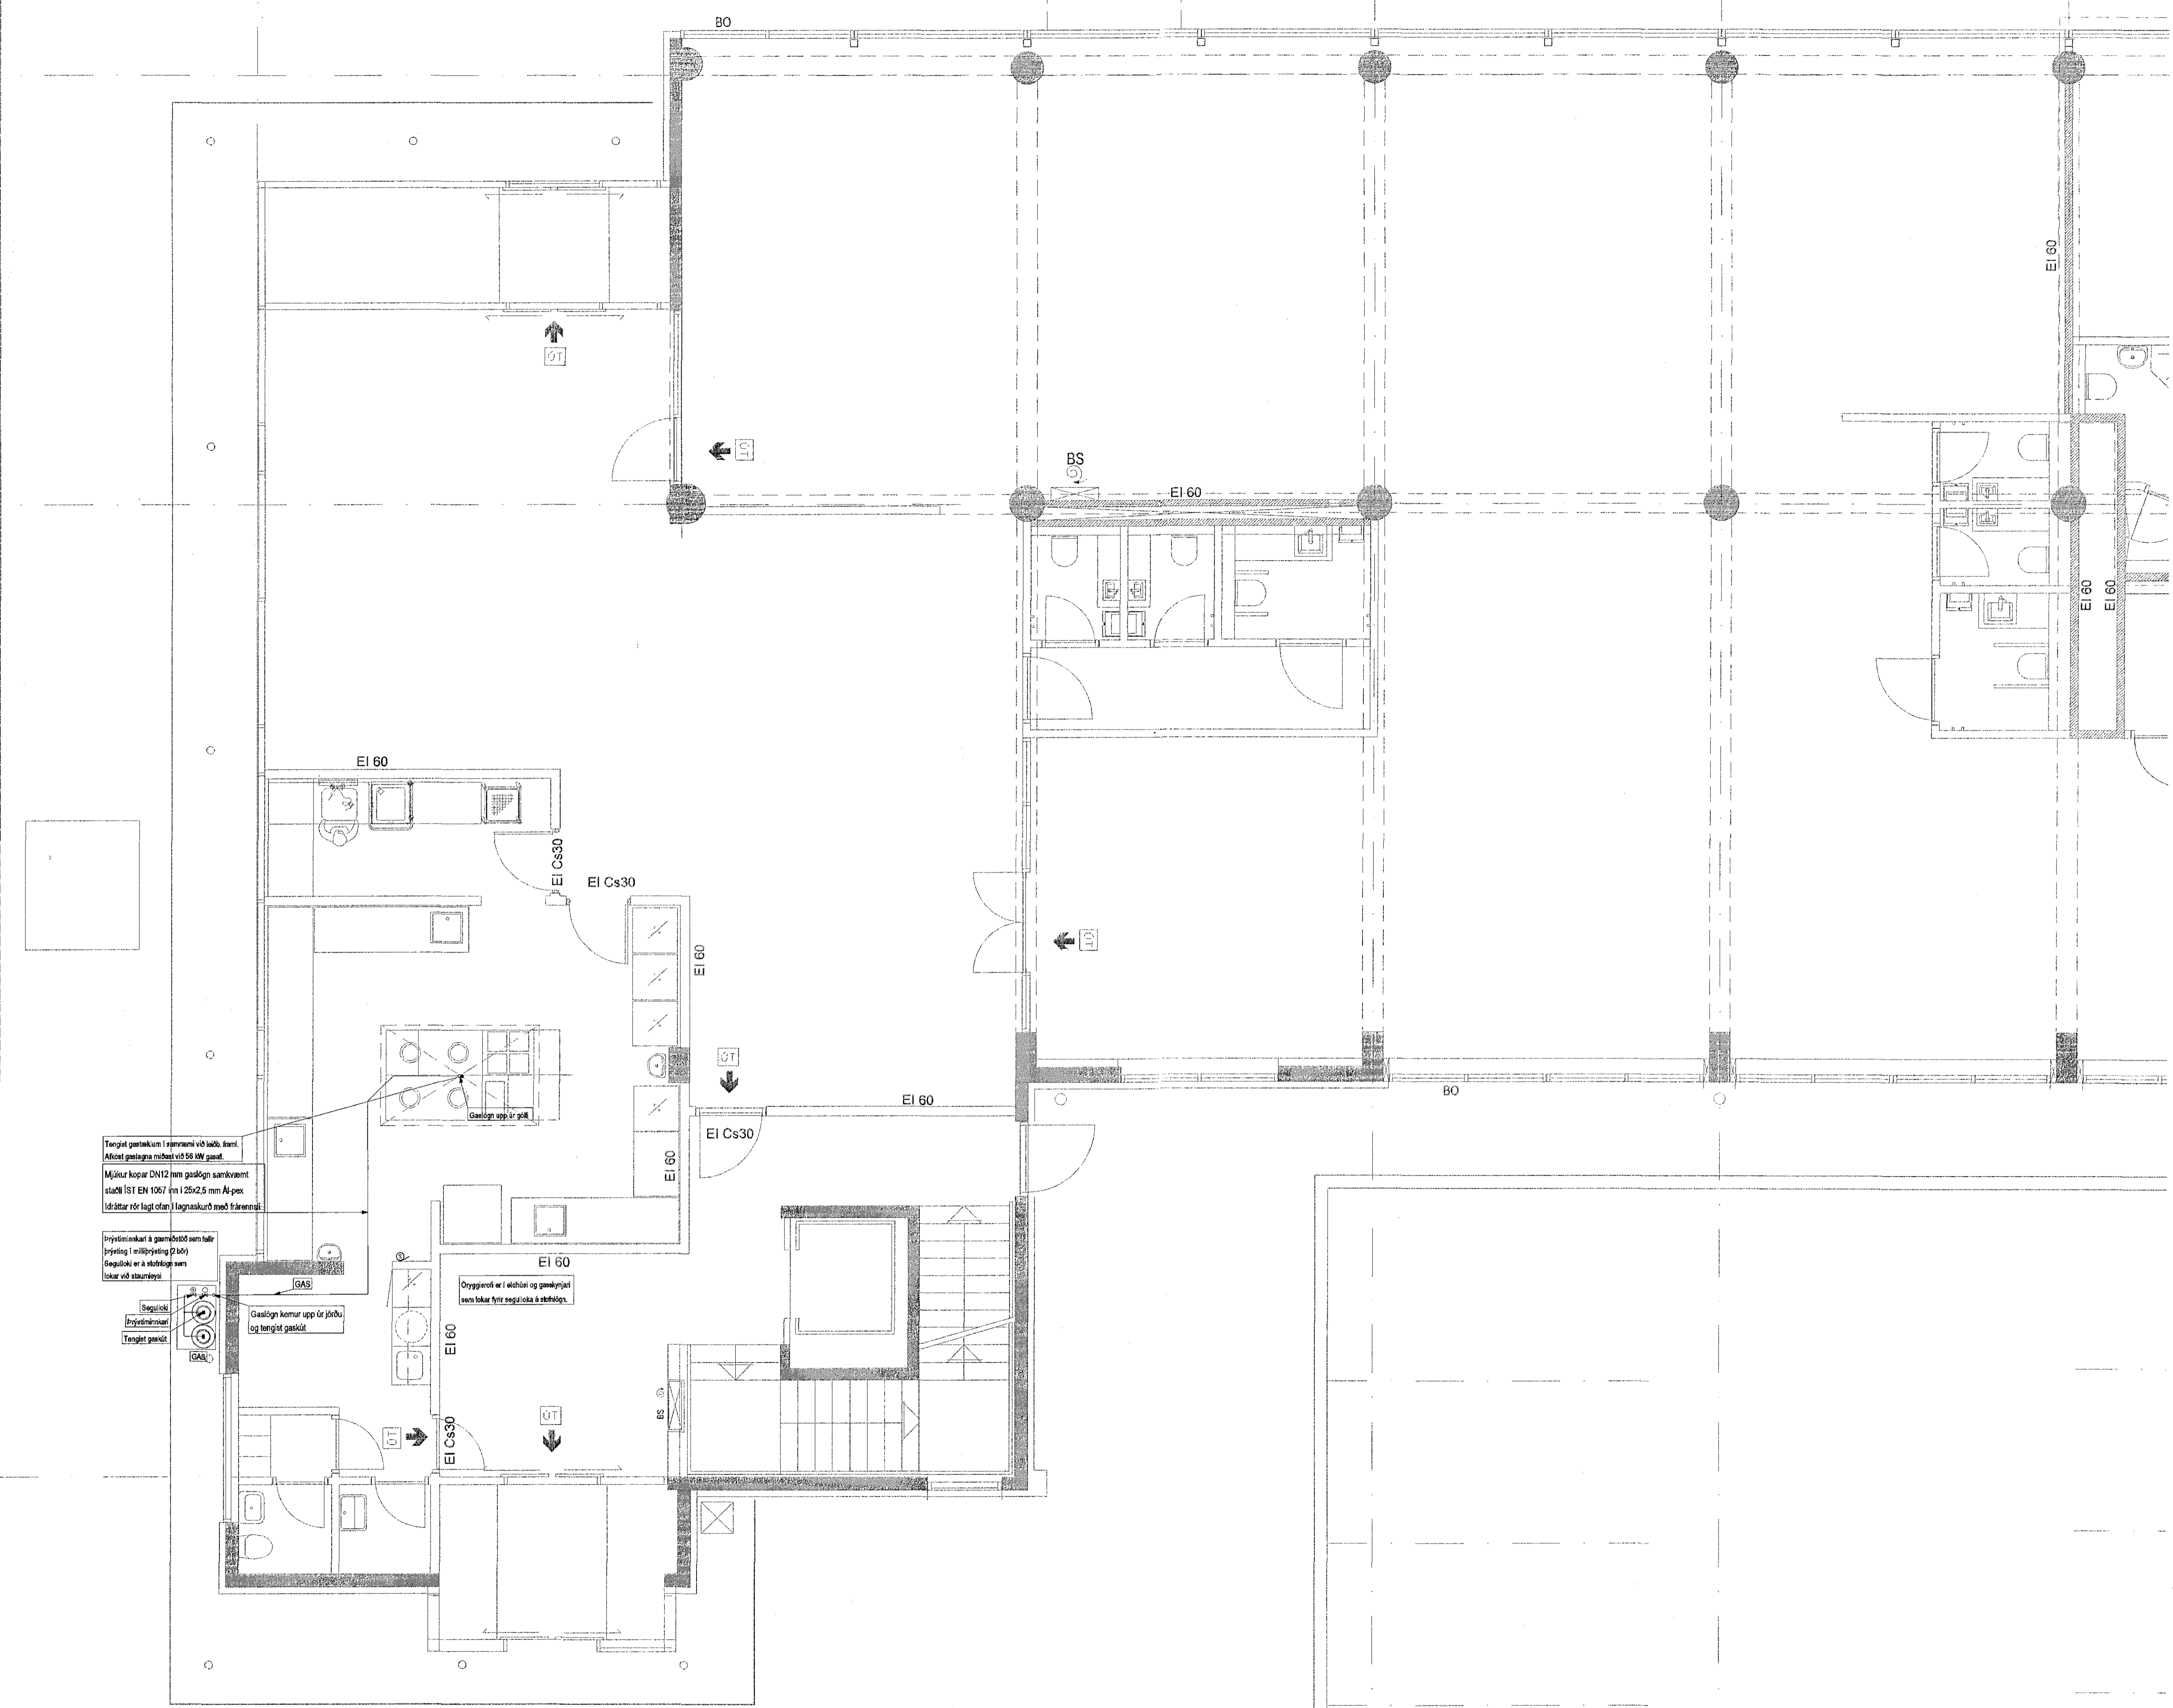 BO
EI 60
ÚT
ÚT
BS
EI 60
EI 60
EI 60
EI 60
EI Cs30
EI Cs30
EI 60
ÚT
ÚT
BO
Gaslögn upp úr gólfi
EI 60
EI Cs30
EI 60
Tengist gastækjum í samræmi við leiðb. framl.
Afköst gaslagna miðast við 56 kW gasafl.
Mjúkur kopar DN12 mm gaslögn samkvæmt
staðli ÍST EN 1057 inn í 25x2,5 mm Ál-pex
ídráttar rör lagt ofan í lagnaskurð með frárennsli
Þrýstiminnkari á gasmiðstöð sem fellir
þrýsting í milliþrýsting (2 bör)
Segulloki er á stofnlögn sem
lokar við staumleysi
GAS
Segulloki
Þrýstiminnkari
Tengist gaskút
GAS
Gaslögn kemur upp úr jörðu
og tengist gaskút
EI 60
Öryggisrofi er í eldhúsi og gasskynjari
sem lokar fyrir segulloka á stofnlögn.
EI 60
BS
ÚT
EI Cs30
ÚT